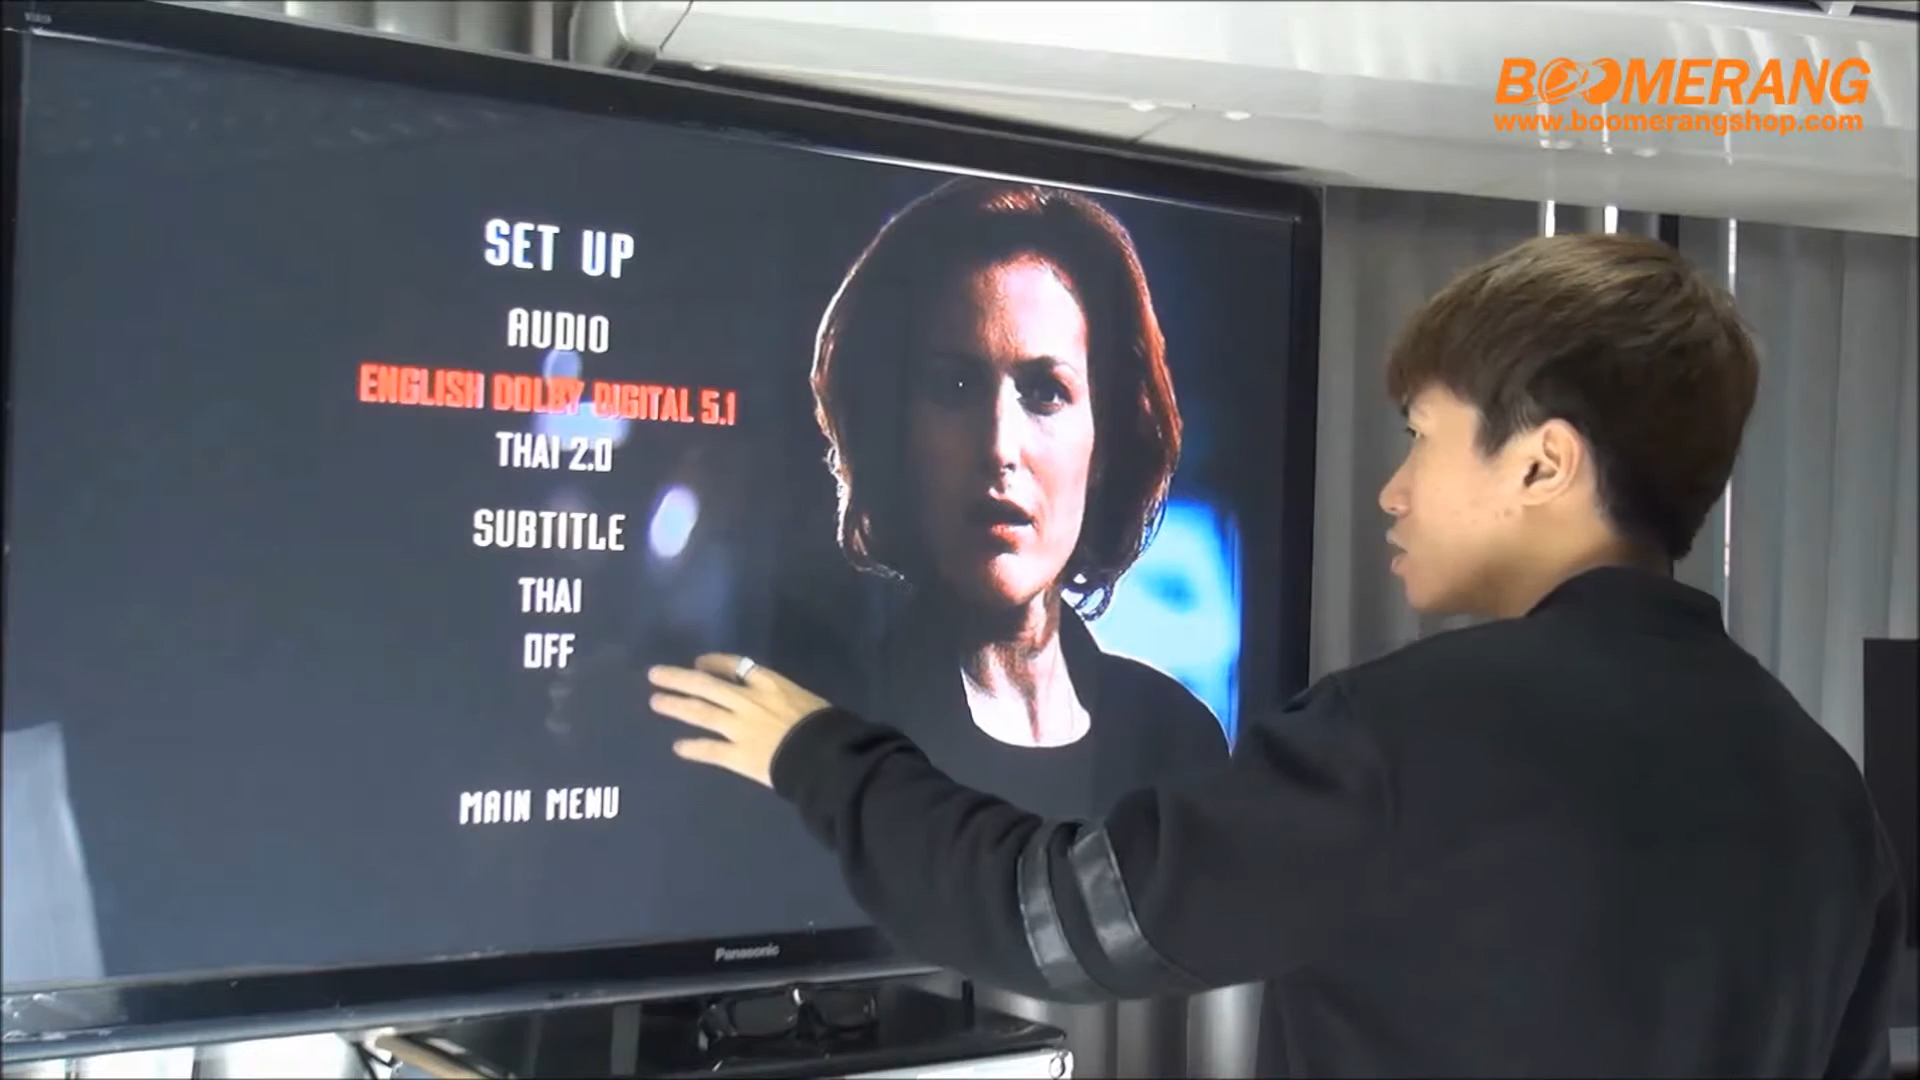 BOOMERANG
www.boomerangshop.com
SET UP
AUDIO
ENGLISH DOLBY DIGITAL 5.1
THAI 2.0
SUBTITLE
THAI
OFF
MAIN MENU
Panasonic